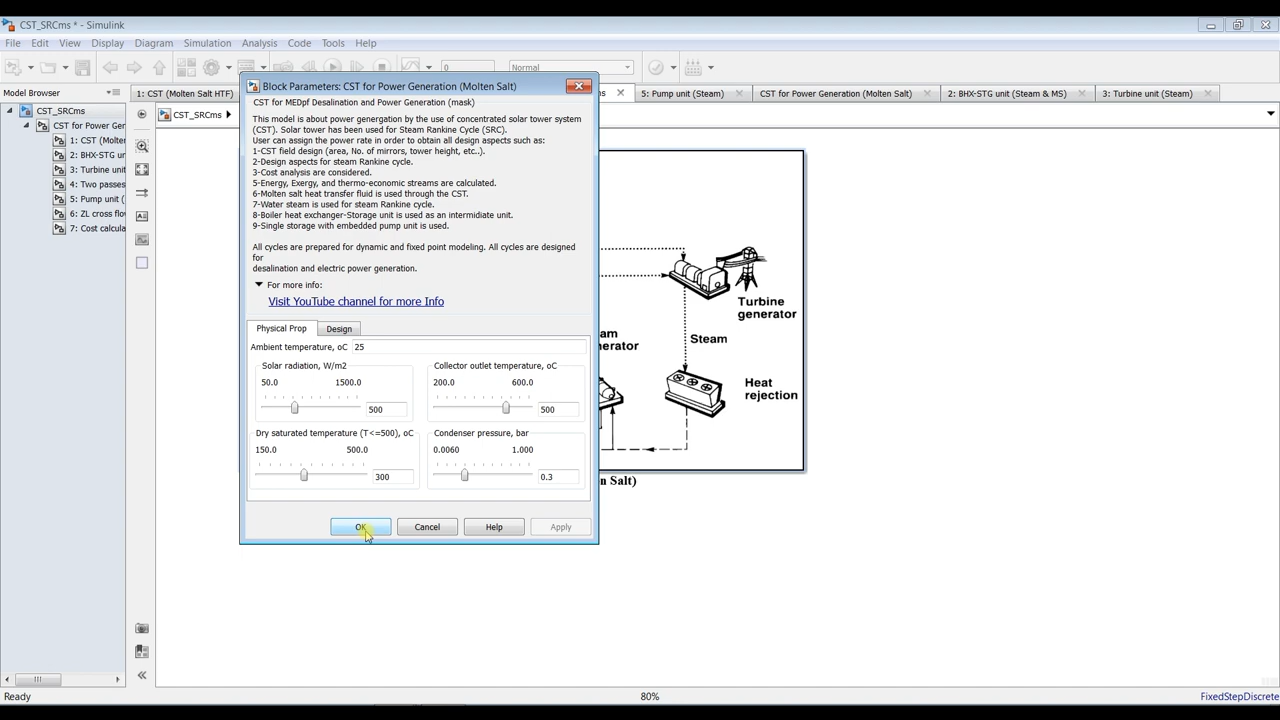 CST_SRCms * - Simulink
File Edit View Display Diagram Simulation Analysis Code Tools Help
0
Normal
Model Browser
1: CST (Molten Salt HTF)
5: Pump unit (Steam)
CST for Power Generation (Molten Salt)
2: BHX-STG unit (Steam & MS)
3: Turbine unit (Steam)
CST_SRCms
CST for Power Ger
1: CST (Molten
2: BHX-STG un
3: Turbine unit
4: Two passes
5: Pump unit (
6: ZL cross flo
7: Cost calcula
CST_SRCms
Block Parameters: CST for Power Generation (Molten Salt)
CST for MEDpf Desalination and Power Generation (mask)
This model is about power genergation by the use of concentrated solar tower system
(CST). Solar tower has been used for Steam Rankine Cycle (SRC).
User can assign the power rate in order to obtain all design aspects such as:
1-CST field design (area, No. of mirrors, tower height, etc..).
2-Design aspects for steam Rankine cycle.
3-Cost analysis are considered.
5-Energy, Exergy, and thermo-economic streams are calculated.
6-Molten salt heat transfer fluid is used through the CST.
7-Water steam is used for steam Rankine cycle.
8-Boiler heat exchanger-Storage unit is used as an intermidiate unit.
9-Single storage with embedded pump unit is used.
All cycles are prepared for dynamic and fixed point modeling. All cycles are designed
for
desalination and electric power generation.
For more info:
Visit YouTube channel for more Info
Physical Prop Design
Ambient temperature, oC 25
Solar radiation, W/m2
50.0 1500.0
500
Collector outlet temperature, oC
200.0 600.0
500
Dry saturated temperature (T<=500), oC
150.0 500.0
300
Condenser pressure, bar
0.0060 1.000
0.3
OK Cancel Help Apply
Turbine
generator
Steam
Heat
rejection
am
nerator
n Salt)
Ready
80%
FixedStepDiscrete